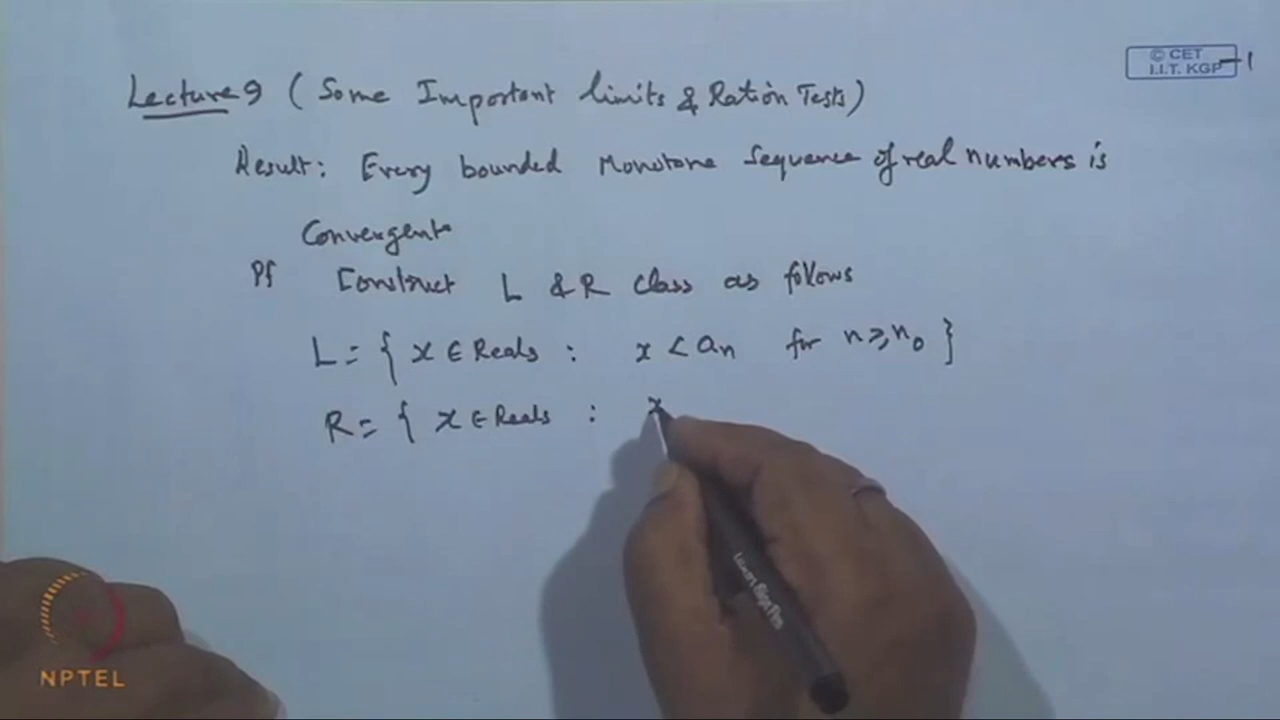 © CET
I.I.T. KGP
1
Lecture 9 ( Some Important limits & Ration Tests )
Result: Every bounded Monotone Sequence of real numbers is
Convergent
Pf Construct L & R Class as follows
L = { x ∈ Reals : x < an for n ⩾ n0 }
R = { x ∈ Reals : x
NPTEL